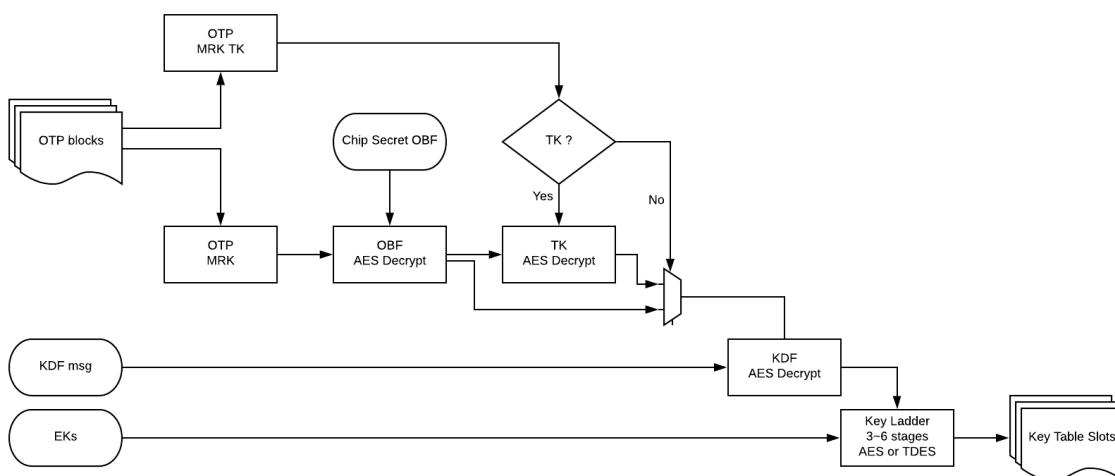 OTP
MRK TK
OTP blocks
Chip Secret OBF
TK ?
Yes
No
OTP
MRK
OBF
AES Decrypt
TK
AES Decrypt
KDF msg
KDF
AES Decrypt
EKs
Key Ladder
3~6 stages
AES or TDES
Key Table Slots